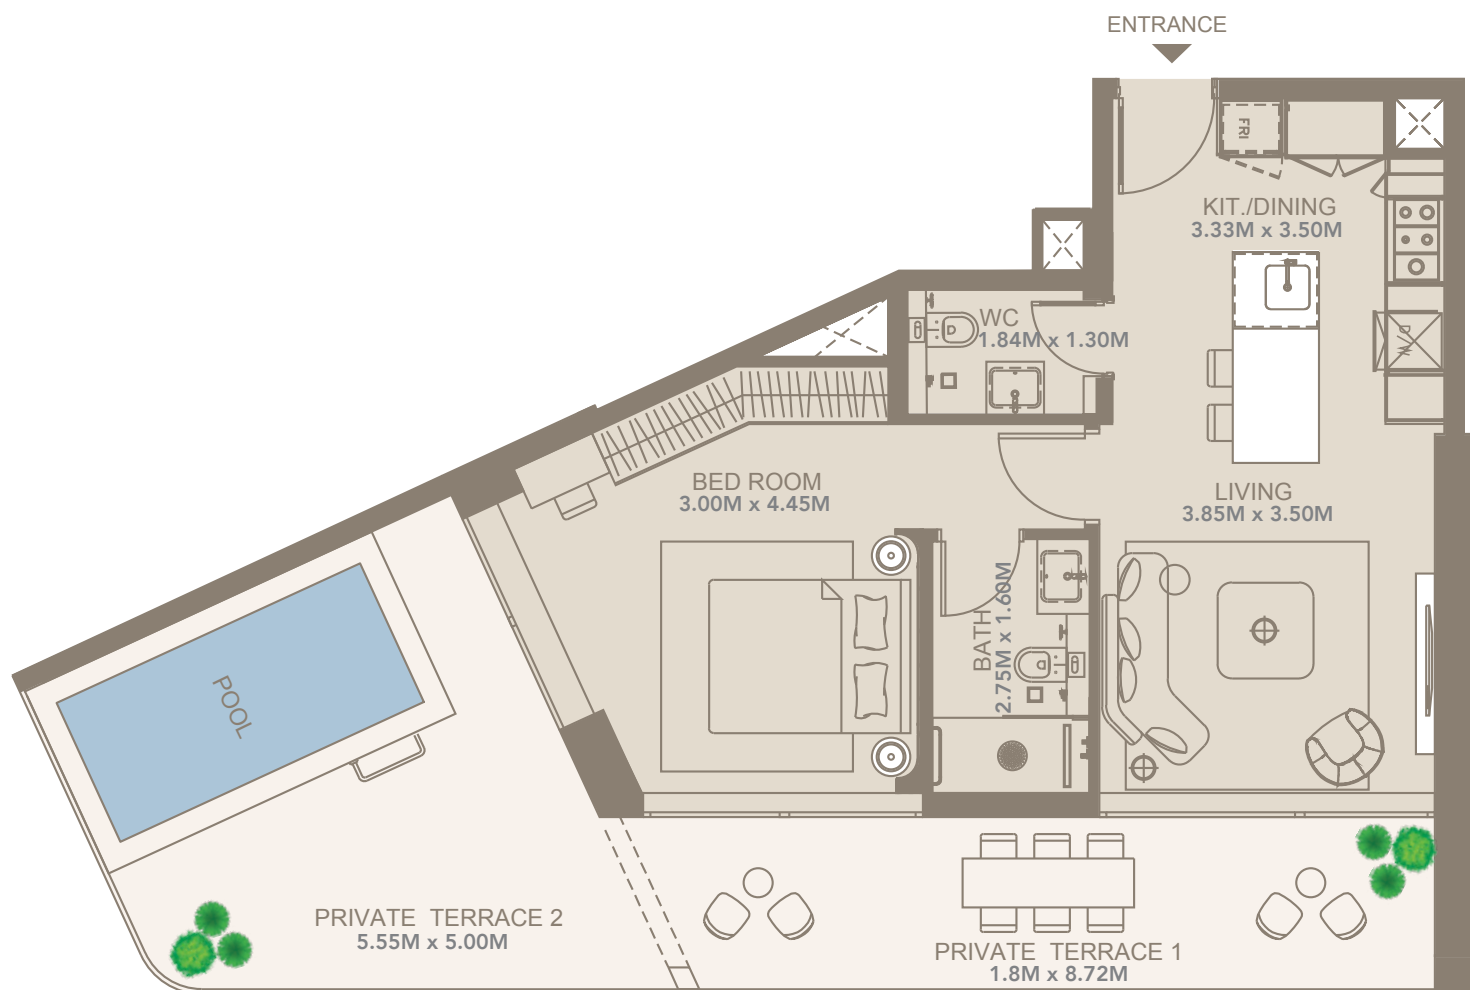 ENTRANCE
FRI
KIT./DINING
3.33M x 3.50M
WC
1.84M x 1.30M
D/W
BED ROOM
3.00M x 4.45M
LIVING
3.85M x 3.50M
BATH
2.75M x 1.60M
POOL
PRIVATE TERRACE 2
5.55M x 5.00M
PRIVATE TERRACE 1
1.8M x 8.72M